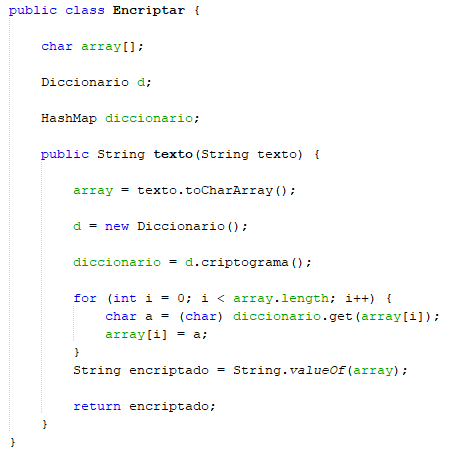 public class Encriptar {
char array[];
Diccionario d;
HashMap diccionario;
public String texto(String texto) {
array = texto.toCharArray();
d = new Diccionario();
diccionario = d.criptograma();
for (int i = 0; i < array.length; i++) {
char a = (char) diccionario.get(array[i]);
array[i] = a;
}
String encriptado = String.valueOf(array);
return encriptado;
}
}